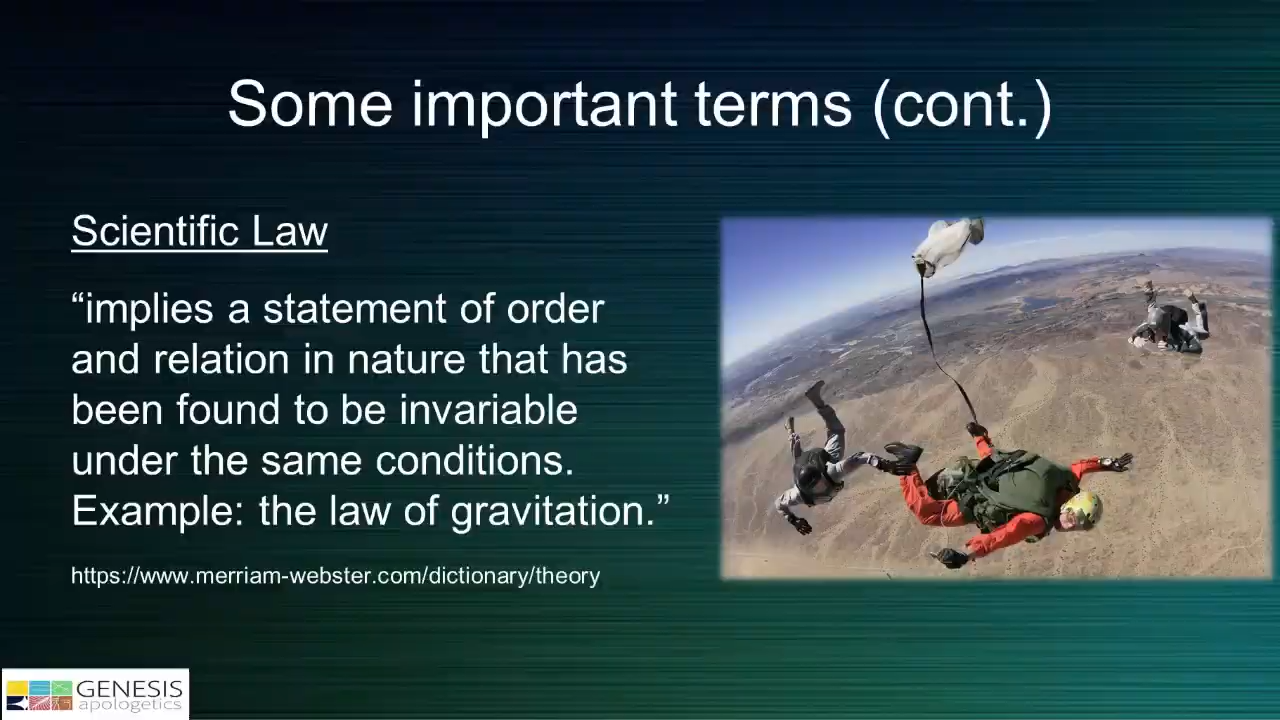 Some important terms (cont.)
Scientific Law
“implies a statement of order
and relation in nature that has
been found to be invariable
under the same conditions.
Example: the law of gravitation.”
https://www.merriam-webster.com/dictionary/theory
GENESIS
apologetics